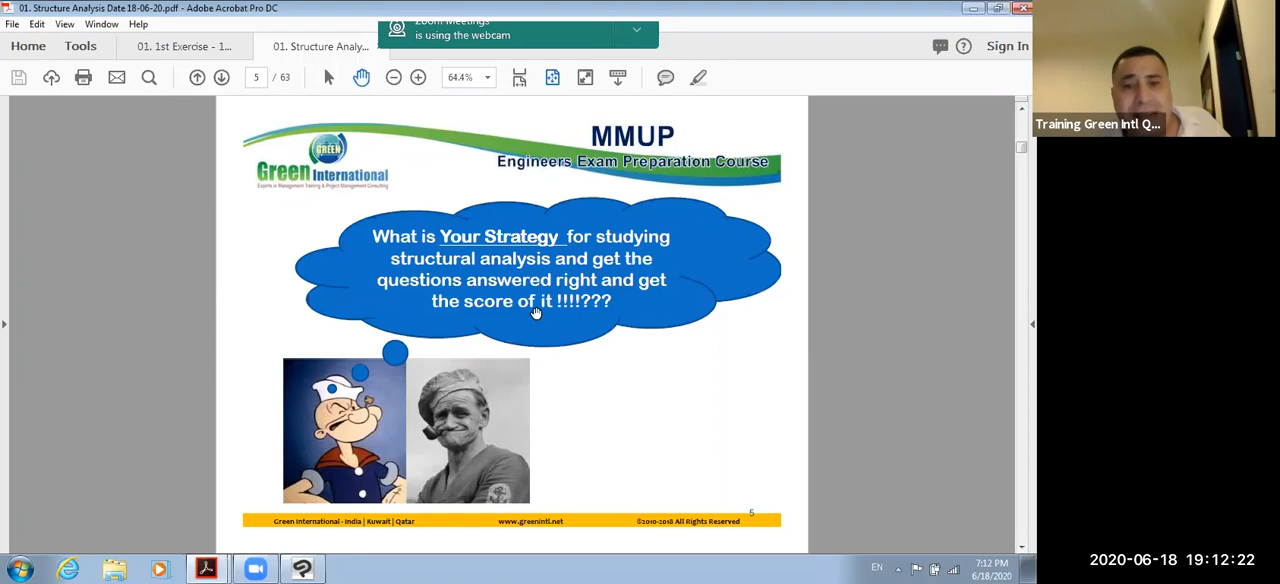 01. Structure Analysis Date 18-06-20.pdf - Adobe Acrobat Pro DC
File Edit View Window Help
Zoom Meetings
is using the webcam
Home Tools 01. 1st Exercise - 1... 01. Structure Analy... Sign In
5 / 63 64.4%
Training Green Intl Q...
MMUP
Engineers Exam Preparation Course
GREEN
Green International
Experts in Management Training & Project Management Consulting
What is Your Strategy for studying
structural analysis and get the
questions answered right and get
the score of it !!!!???
5
Green International - India | Kuwait | Qatar www.greenintl.net ©2010-2018 All Rights Reserved
EN 7:12 PM
6/18/2020
2020-06-18 19:12:22